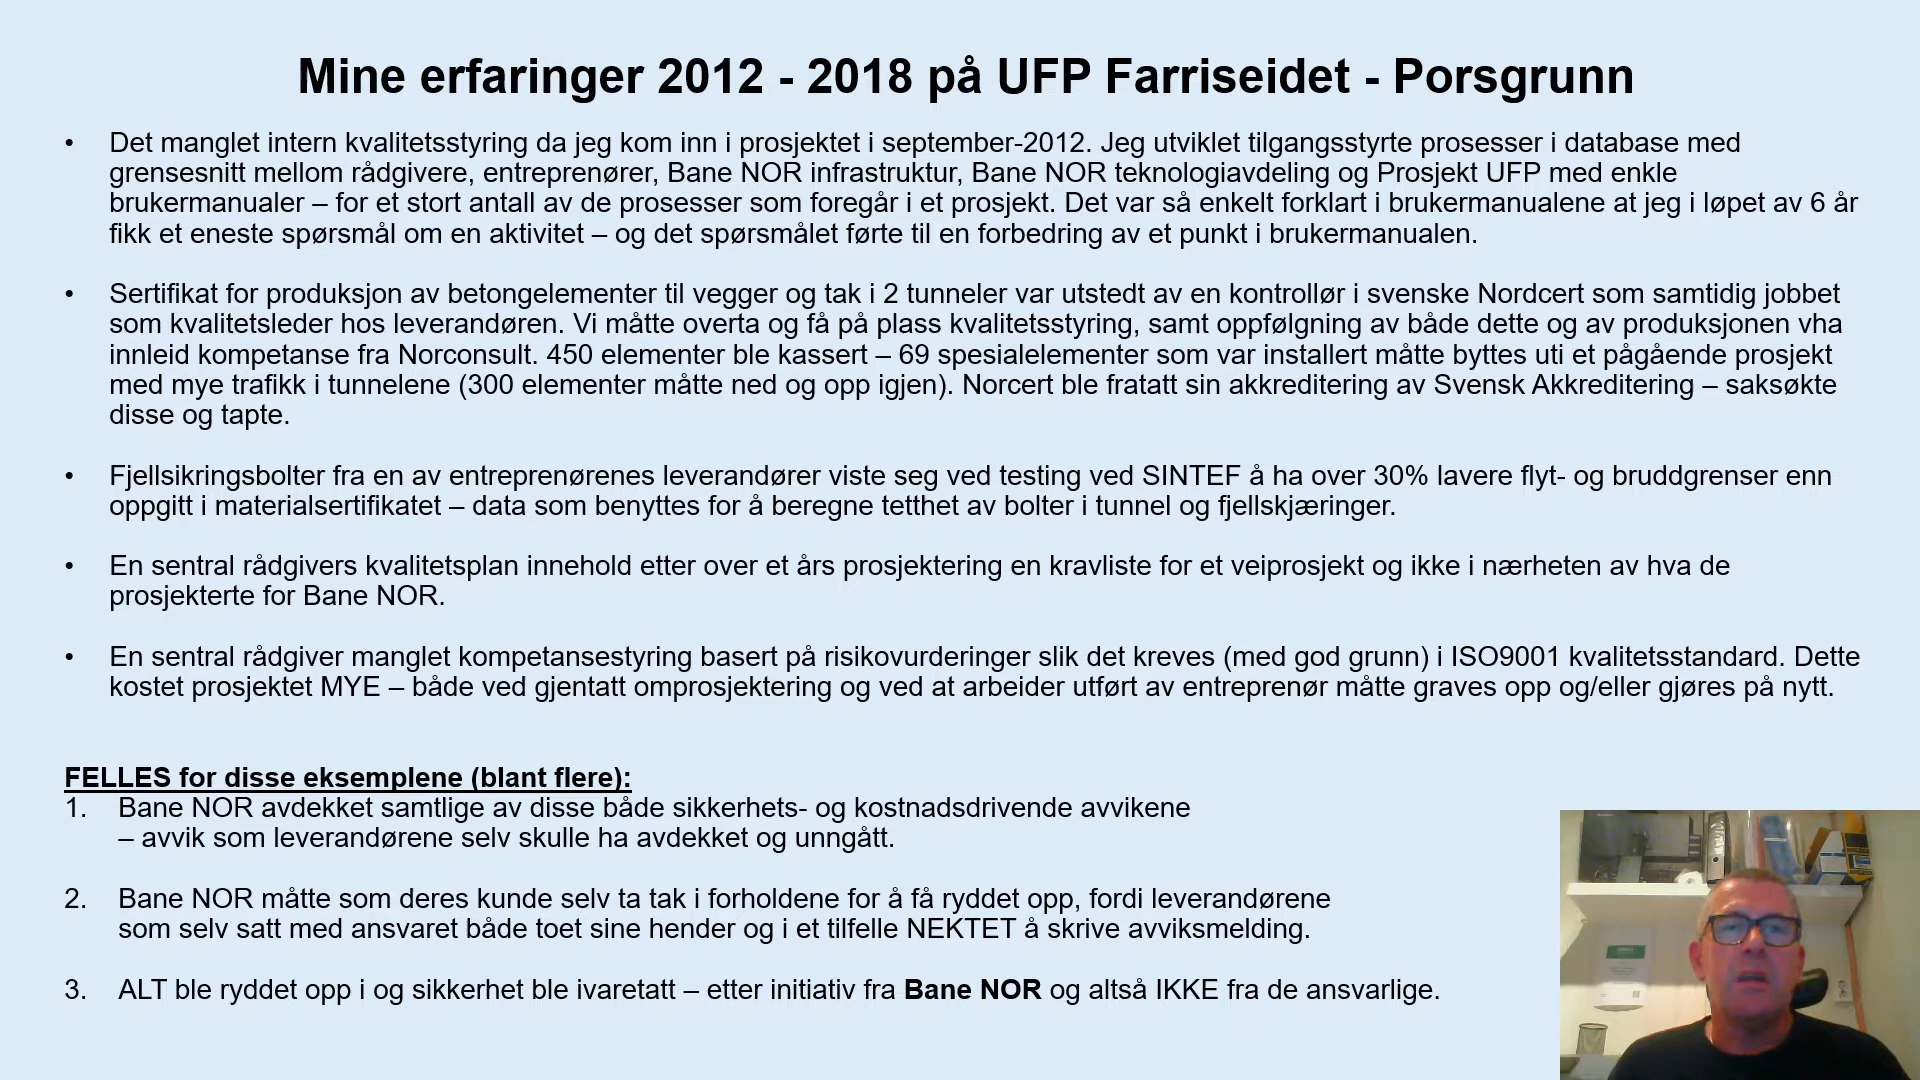 Mine erfaringer 2012 - 2018 på UFP Farriseidet - Porsgrunn
• Det manglet intern kvalitetsstyring da jeg kom inn i prosjektet i september-2012. Jeg utviklet tilgangsstyrte prosesser i database med
grensesnitt mellom rådgivere, entreprenører, Bane NOR infrastruktur, Bane NOR teknologiavdeling og Prosjekt UFP med enkle
brukermanualer – for et stort antall av de prosesser som foregår i et prosjekt. Det var så enkelt forklart i brukermanualene at jeg i løpet av 6 år
fikk et eneste spørsmål om en aktivitet – og det spørsmålet førte til en forbedring av et punkt i brukermanualen.
• Sertifikat for produksjon av betongelementer til vegger og tak i 2 tunneler var utstedt av en kontrollør i svenske Nordcert som samtidig jobbet
som kvalitetsleder hos leverandøren. Vi måtte overta og få på plass kvalitetsstyring, samt oppfølgning av både dette og av produksjonen vha
innleid kompetanse fra Norconsult. 450 elementer ble kassert – 69 spesialelementer som var installert måtte byttes uti et pågående prosjekt
med mye trafikk i tunnelene (300 elementer måtte ned og opp igjen). Norcert ble fratatt sin akkreditering av Svensk Akkreditering – saksøkte
disse og tapte.
• Fjellsikringsbolter fra en av entreprenørenes leverandører viste seg ved testing ved SINTEF å ha over 30% lavere flyt- og bruddgrenser enn
oppgitt i materialsertifikatet – data som benyttes for å beregne tetthet av bolter i tunnel og fjellskjæringer.
• En sentral rådgivers kvalitetsplan innehold etter over et års prosjektering en kravliste for et veiprosjekt og ikke i nærheten av hva de
prosjekterte for Bane NOR.
• En sentral rådgiver manglet kompetansestyring basert på risikovurderinger slik det kreves (med god grunn) i ISO9001 kvalitetsstandard. Dette
kostet prosjektet MYE – både ved gjentatt omprosjektering og ved at arbeider utført av entreprenør måtte graves opp og/eller gjøres på nytt.
FELLES for disse eksemplene (blant flere):
1. Bane NOR avdekket samtlige av disse både sikkerhets- og kostnadsdrivende avvikene
– avvik som leverandørene selv skulle ha avdekket og unngått.
2. Bane NOR måtte som deres kunde selv ta tak i forholdene for å få ryddet opp, fordi leverandørene
som selv satt med ansvaret både toet sine hender og i et tilfelle NEKTET å skrive avviksmelding.
3. ALT ble ryddet opp i og sikkerhet ble ivaretatt – etter initiativ fra Bane NOR og altså IKKE fra de ansvarlige.